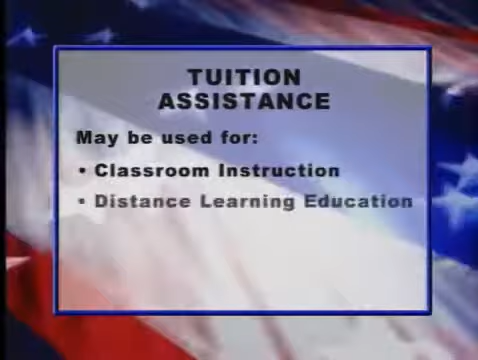 TUITION
ASSISTANCE
May be used for:
• Classroom Instruction
• Distance Learning Education